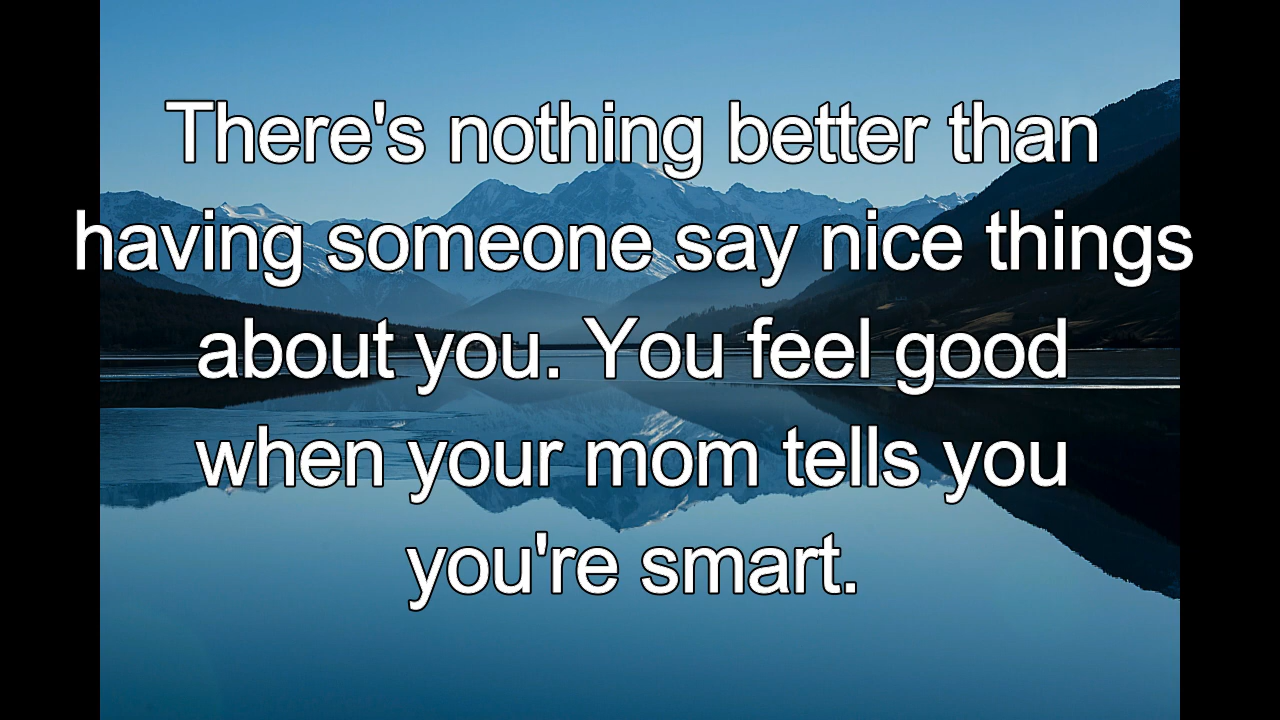 There's nothing better than
having someone say nice things
about you. You feel good
when your mom tells you
you're smart.